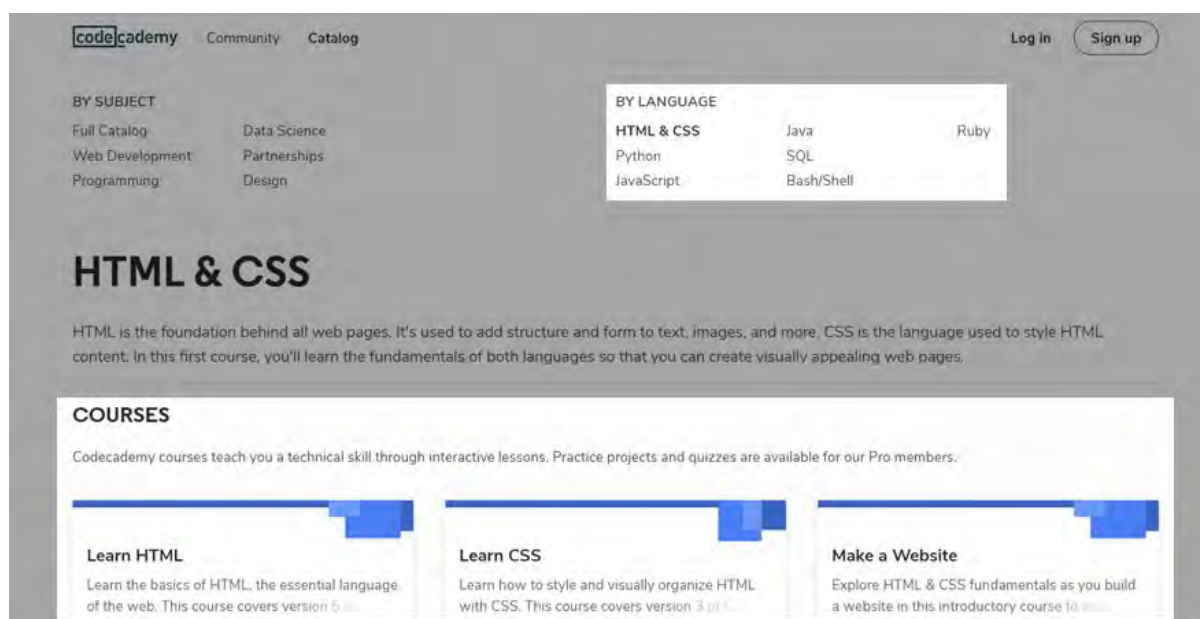 codecademy Community Catalog Log in Sign up
BY SUBJECT
Full Catalog Data Science
Web Development Partnerships
Programming Design
BY LANGUAGE
HTML & CSS Java Ruby
Python SQL
JavaScript Bash/Shell
HTML & CSS
HTML is the foundation behind all web pages. It's used to add structure and form to text, images, and more. CSS is the language used to style HTML
content. In this first course, you'll learn the fundamentals of both languages so that you can create visually appealing web pages.
COURSES
Codecademy courses teach you a technical skill through interactive lessons. Practice projects and quizzes are available for our Pro members.
Learn HTML
Learn the basics of HTML, the essential language
of the web. This course covers version 5
Learn CSS
Learn how to style and visually organize HTML
with CSS. This course covers version 3
Make a Website
Explore HTML & CSS fundamentals as you build
a website in this introductory course to